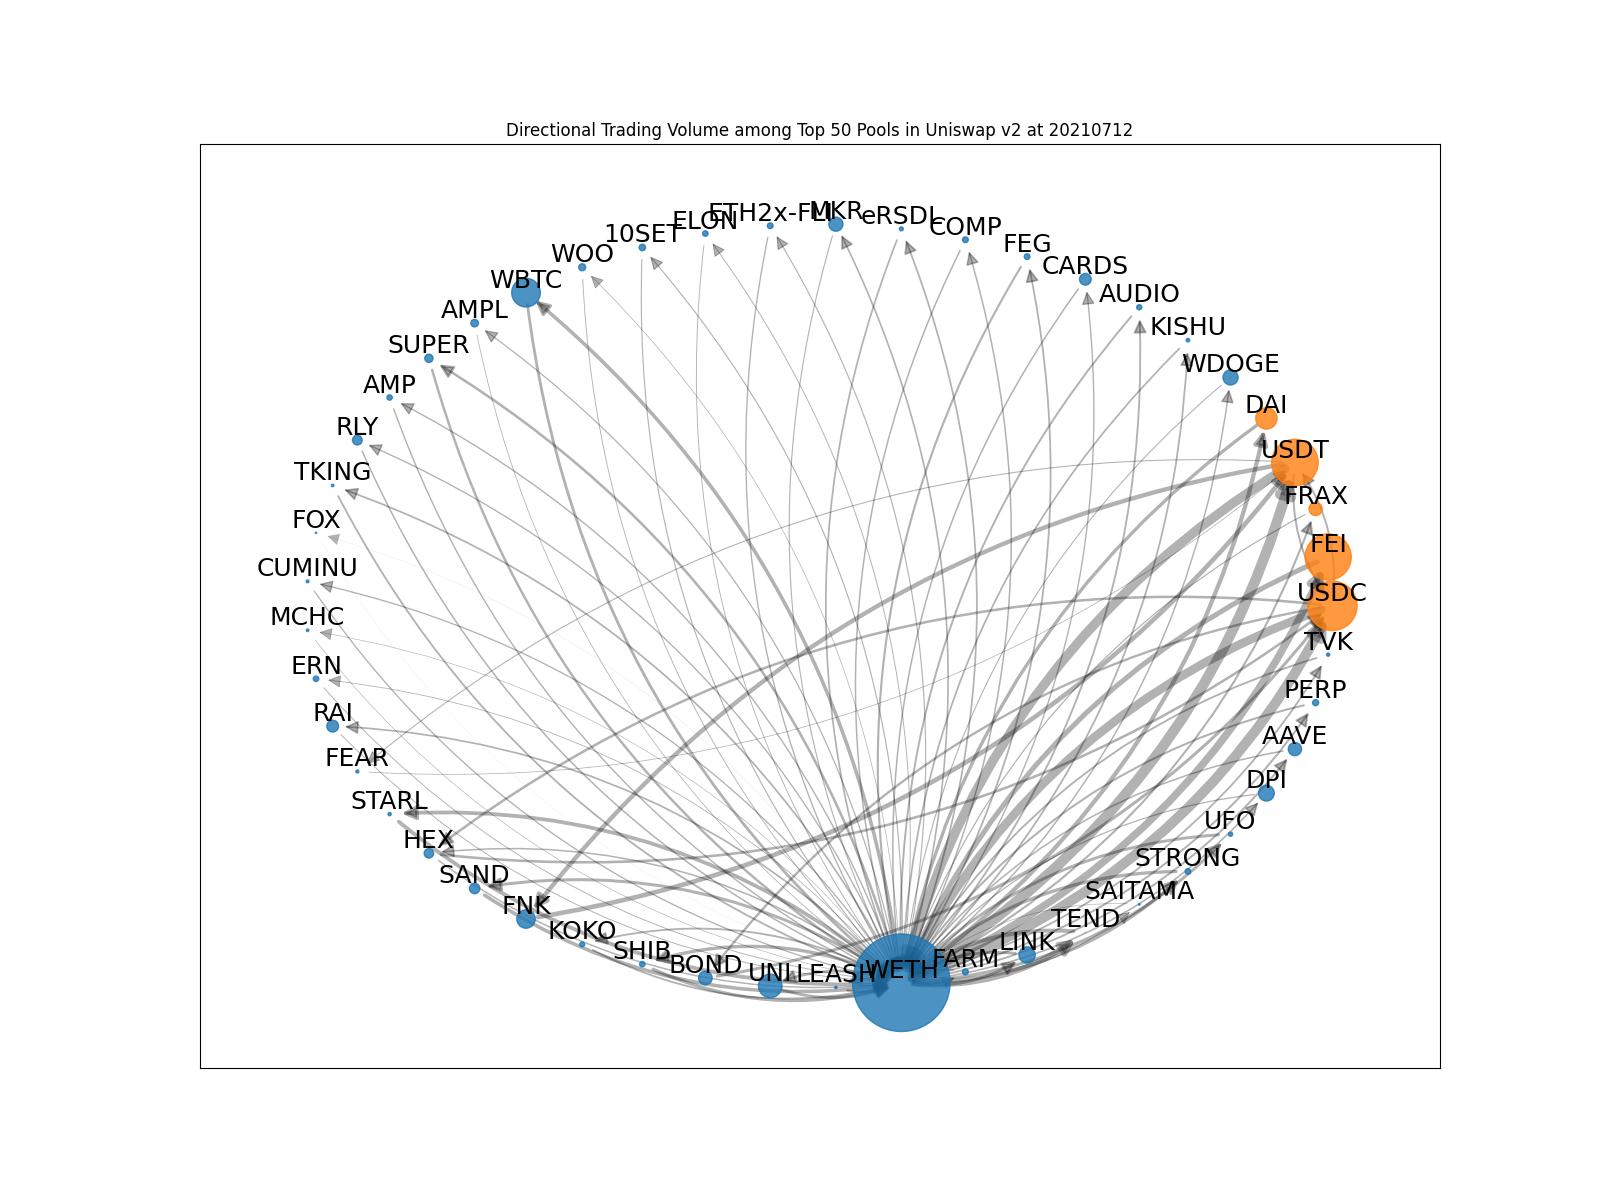 Directional Trading Volume among Top 50 Pools in Uniswap v2 at 20210712
ETH2x-FLI
MKR
eRSDL
ELON
COMP
10SET
FEG
WOO
CARDS
WBTC
AUDIO
AMPL
KISHU
SUPER
WDOGE
AMP
DAI
RLY
USDT
TKING
FRAX
FOX
FEI
CUMINU
USDC
MCHC
TVK
ERN
PERP
RAI
AAVE
FEAR
DPI
STARL
UFO
HEX
STRONG
SAND
SAITAMA
FNK
TEND
KOKO
LINK
SHIB
FARM
BOND
UNI
LEASH
WETH